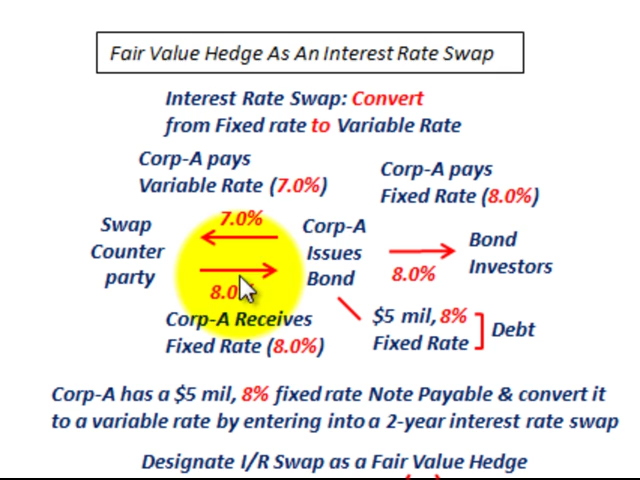 Fair Value Hedge As An Interest Rate Swap
Interest Rate Swap: Convert
from Fixed rate to Variable Rate
Corp-A pays
Variable Rate (7.0%)
Corp-A pays
Fixed Rate (8.0%)
Swap
Counter
party
7.0%
8.0
Corp-A
Issues
Bond
8.0%
Bond
Investors
Corp-A Receives
Fixed Rate (8.0%)
$5 mil, 8%
Fixed Rate
Debt
Corp-A has a $5 mil, 8% fixed rate Note Payable & convert it
to a variable rate by entering into a 2-year interest rate swap
Designate I/R Swap as a Fair Value Hedge